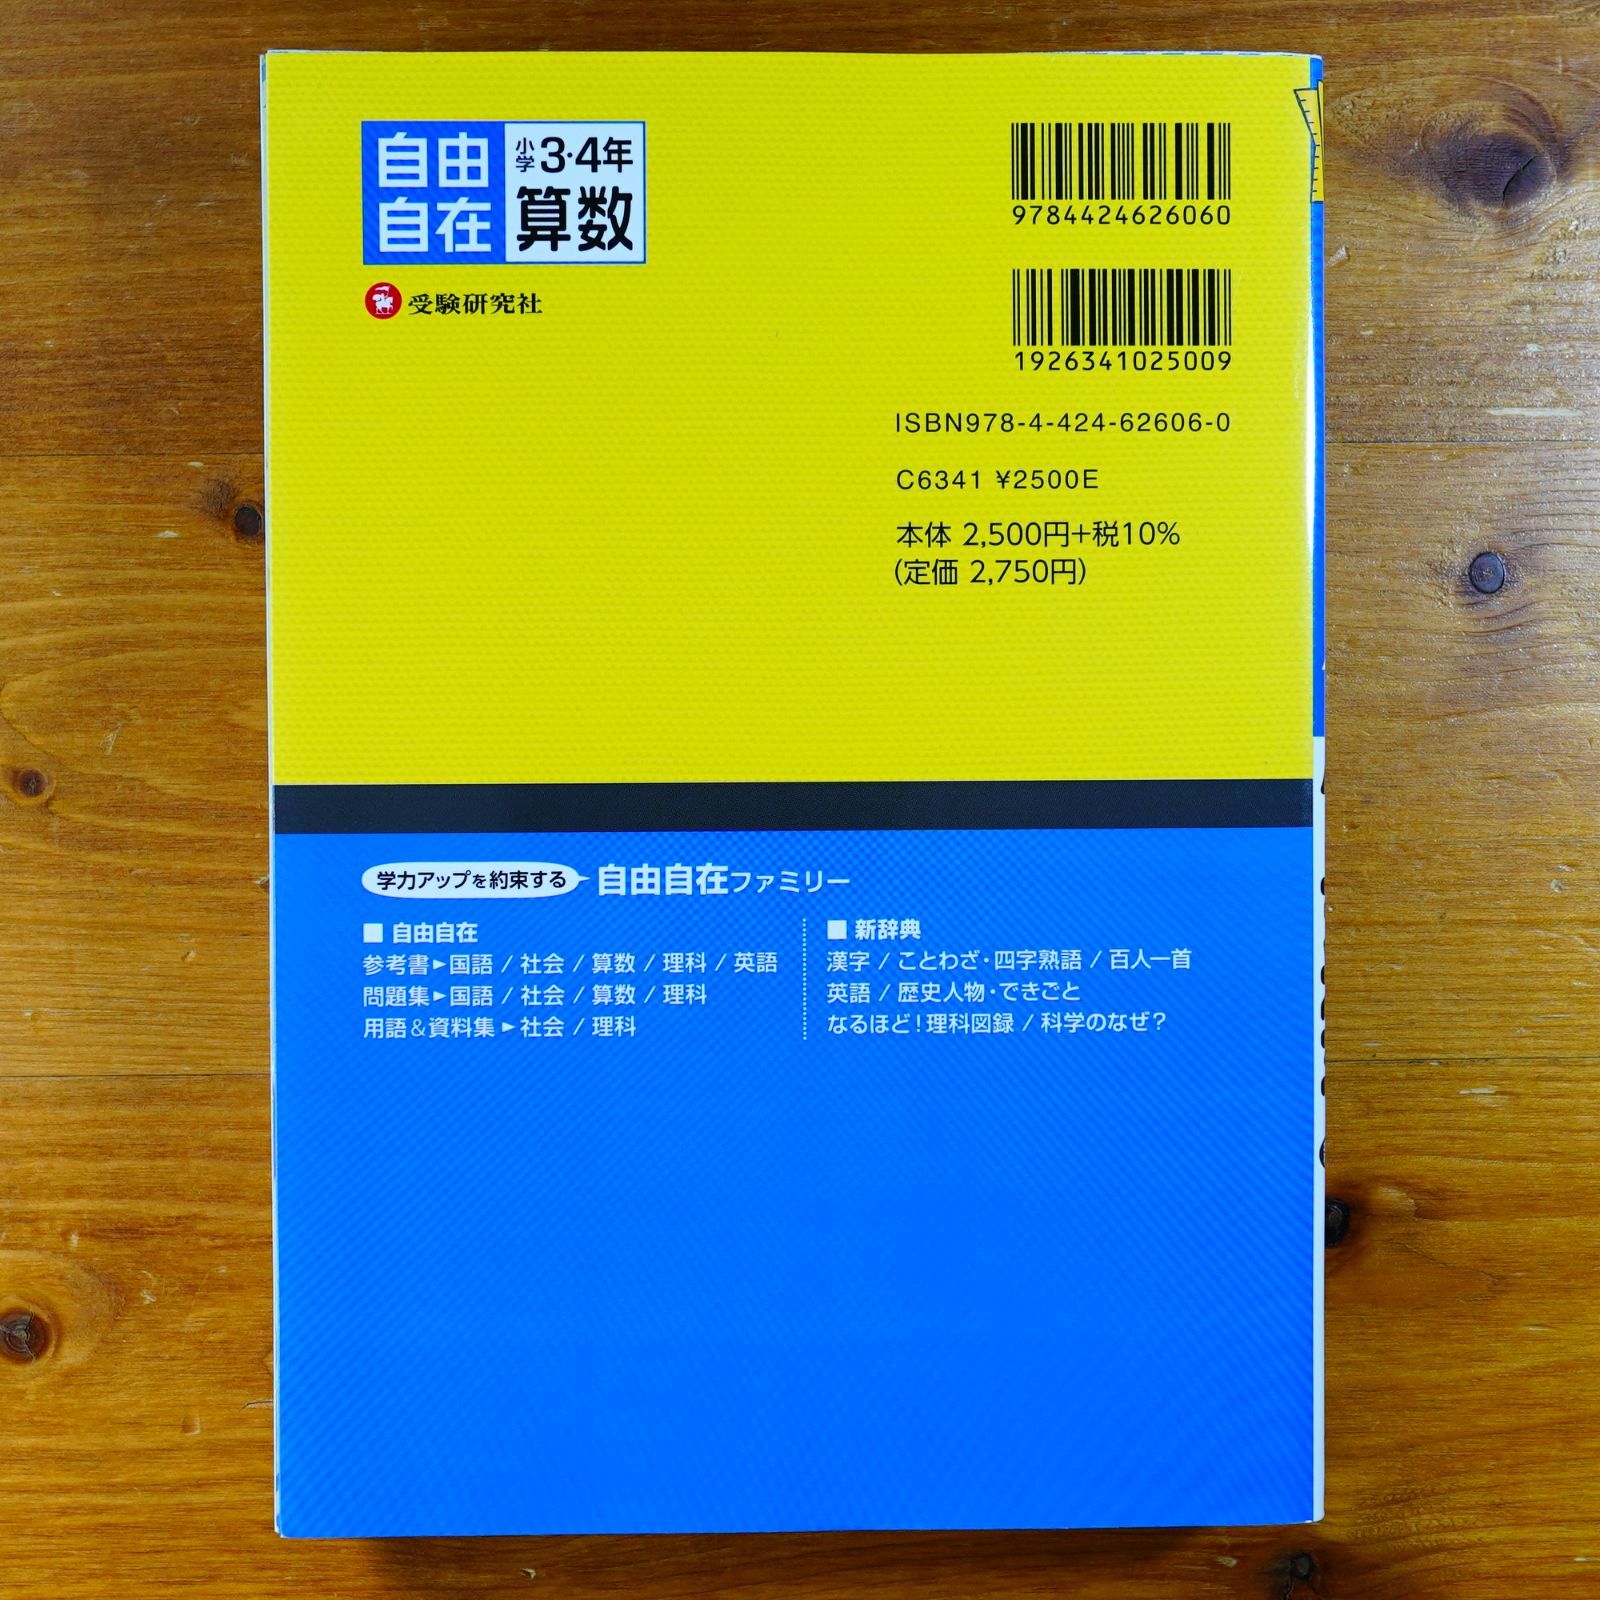 自由自在
小学3・4年
算数
受験研究社
9784424626060
1926341025009
ISBN978-4-424-62606-0
C6341 ¥2500E
本体 2,500円+税10%
(定価 2,750円)
学力アップを約束する 自由自在ファミリー
■ 自由自在
参考書▶国語 / 社会 / 算数 / 理科 / 英語
問題集▶国語 / 社会 / 算数 / 理科
用語&資料集▶社会 / 理科
■ 新辞典
漢字 / ことわざ・四字熟語 / 百人一首
英語 / 歴史人物・できごと
なるほど!理科図録 / 科学のなぜ?